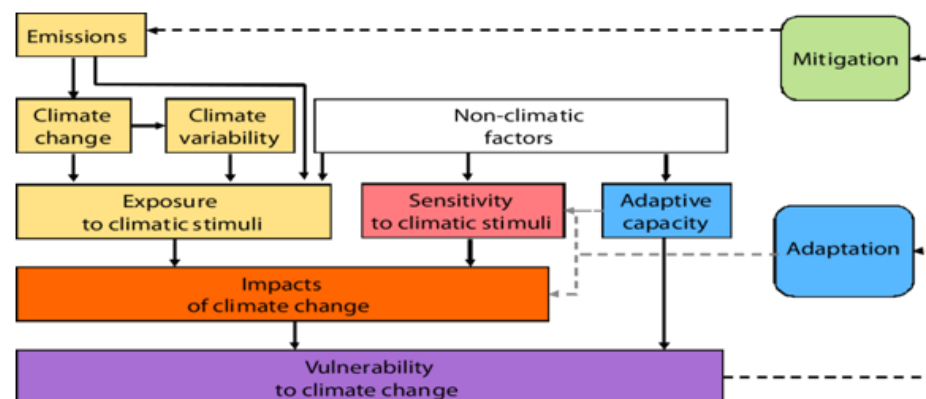 Emissions
Mitigation
Climate
change
Climate
variability
Non-climatic
factors
Exposure
to climatic stimuli
Sensitivity
to climatic stimuli
Adaptive
capacity
Adaptation
Impacts
of climate change
Vulnerability
to climate change